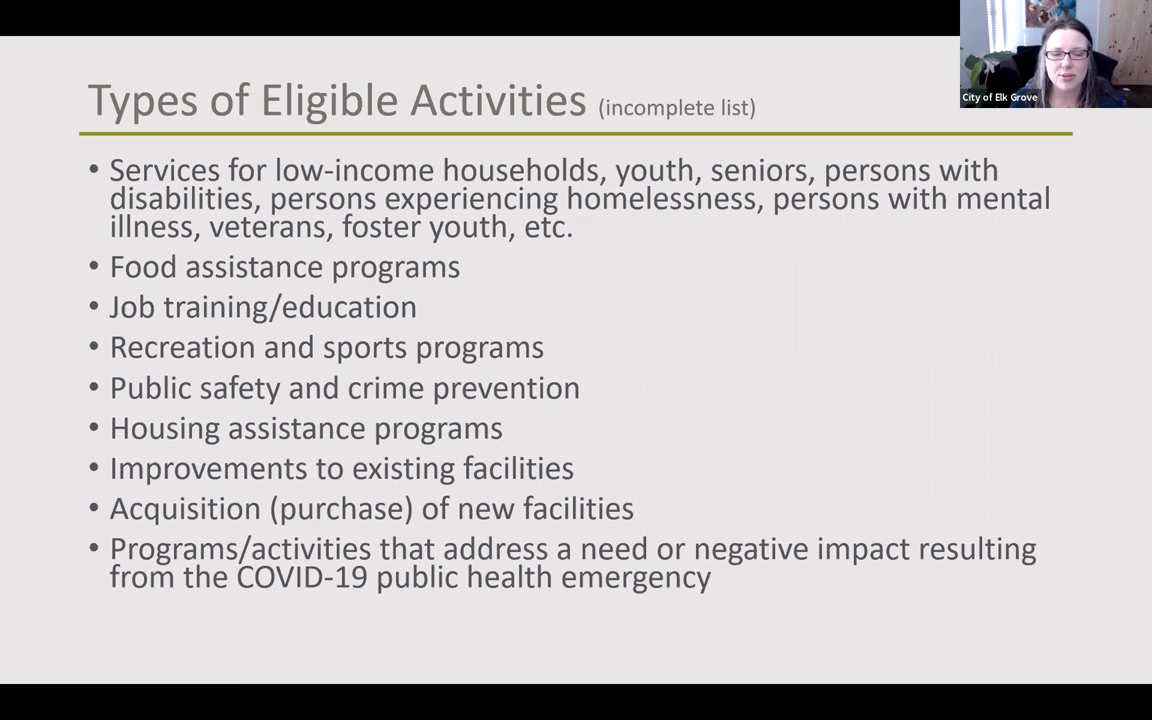 Types of Eligible Activities (incomplete list)
City of Elk Grove
• Services for low-income households, youth, seniors, persons with
disabilities, persons experiencing homelessness, persons with mental
illness, veterans, foster youth, etc.
• Food assistance programs
• Job training/education
• Recreation and sports programs
• Public safety and crime prevention
• Housing assistance programs
• Improvements to existing facilities
• Acquisition (purchase) of new facilities
• Programs/activities that address a need or negative impact resulting
from the COVID-19 public health emergency